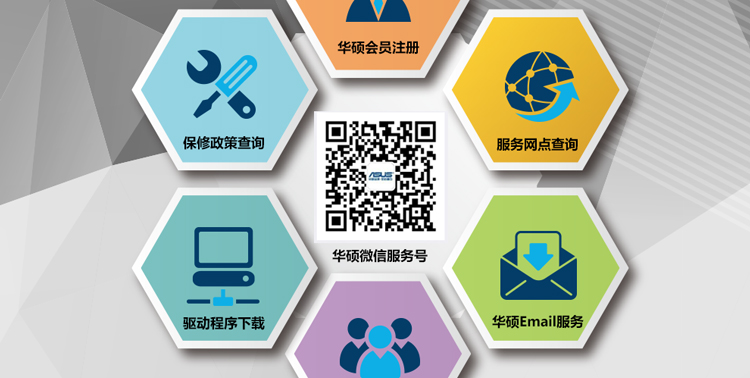 华硕会员注册
保修政策查询
服务网点查询
ASUS
华硕微信服务号
驱动程序下载
华硕Email服务